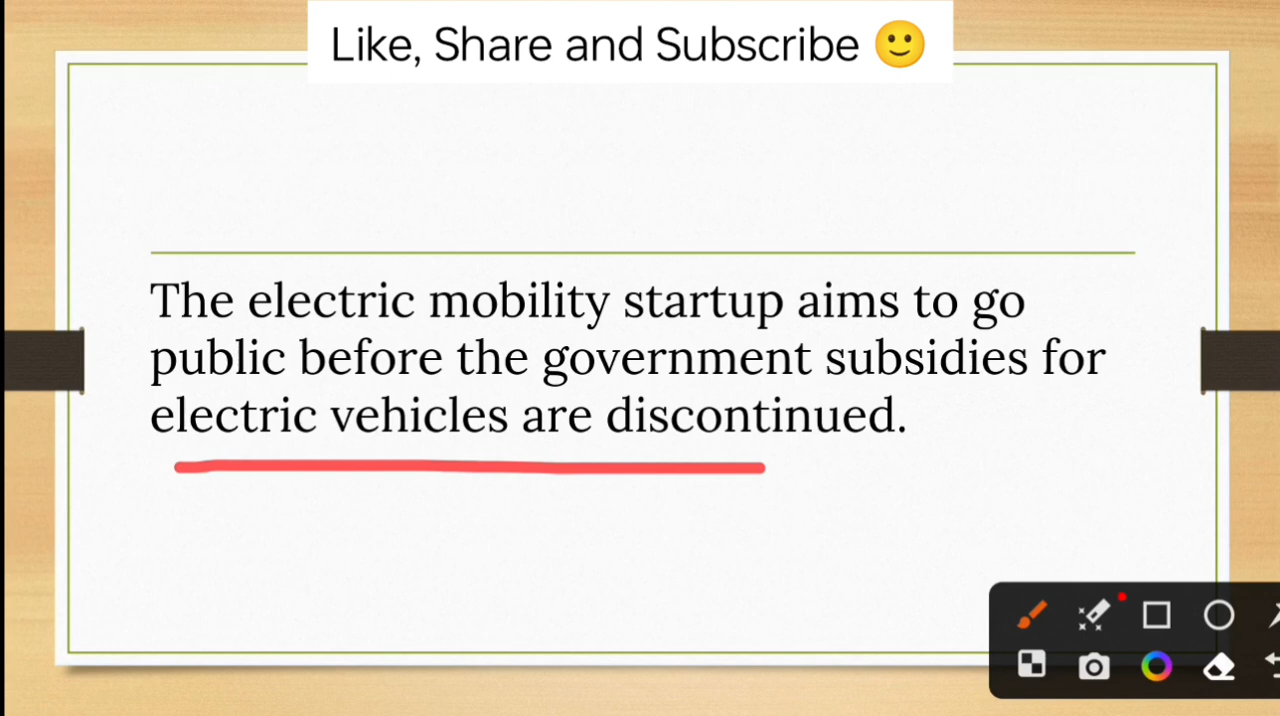 Like, Share and Subscribe 🙂
The electric mobility startup aims to go
public before the government subsidies for
electric vehicles are discontinued.